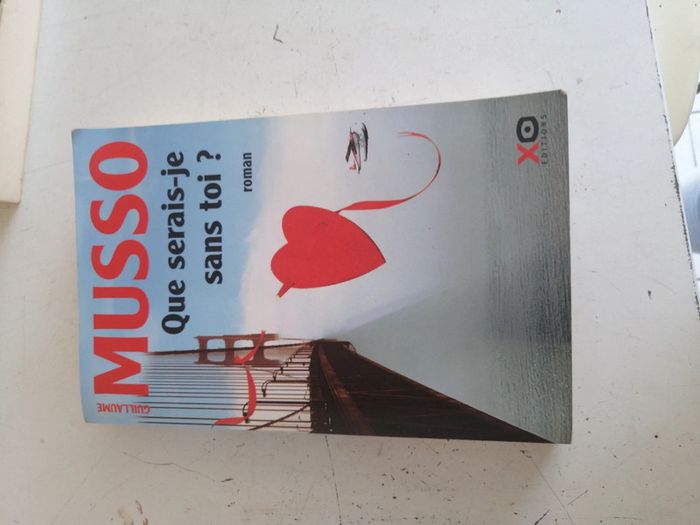 GUILLAUME
MUSSO
Que serais-je
sans toi ?
roman
XO
EDITIONS